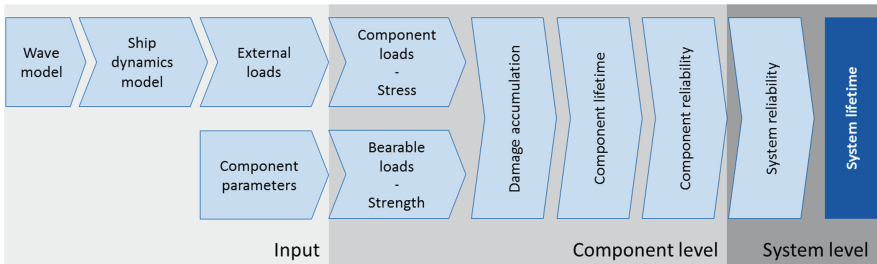 Wave
model
Ship
dynamics
model
External
loads
Component
loads
-
Stress
Component
parameters
Bearable
loads
-
Strength
Damage accumulation
Component lifetime
Component reliability
System reliability
System lifetime
Input
Component level
System level